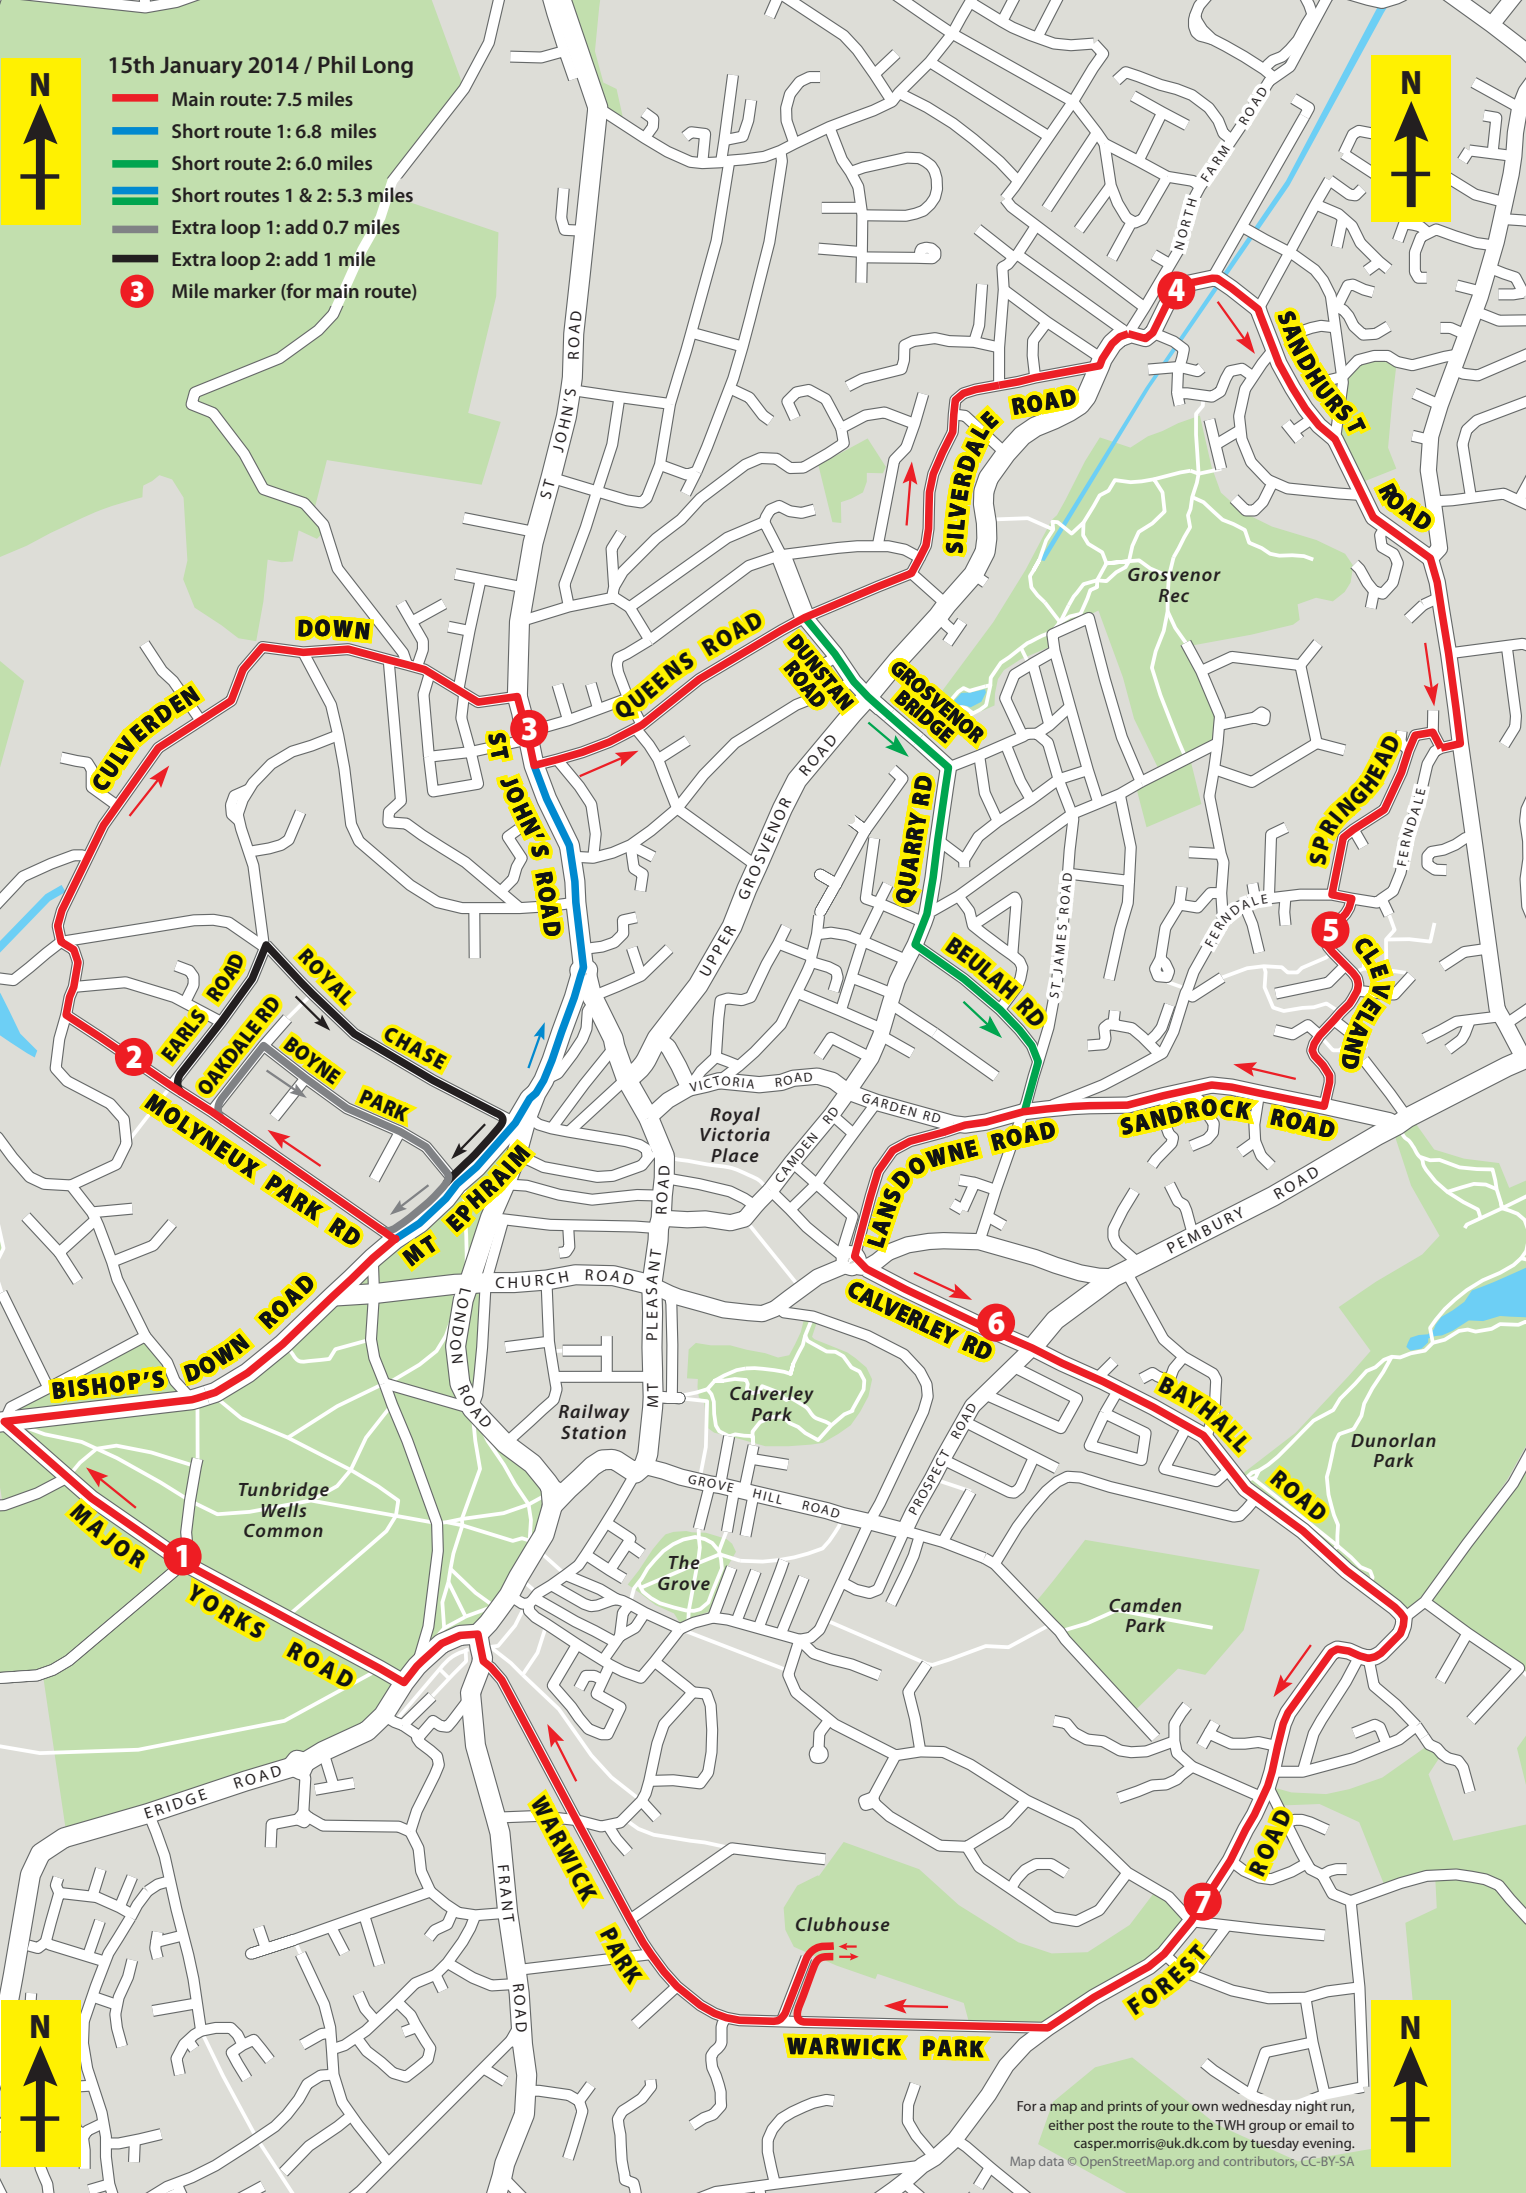 N
15th January 2014 / Phil Long
Main route: 7.5 miles
Short route 1: 6.8 miles
Short route 2: 6.0 miles
Short routes 1 & 2: 5.3 miles
Extra loop 1: add 0.7 miles
Extra loop 2: add 1 mile
3 Mile marker (for main route)
N
NORTH FARM ROAD
4
SANDHURST ROAD
ST JOHN'S ROAD
SILVERDALE ROAD
Grosvenor
Rec
CULVERDEN DOWN
QUEENS ROAD
3
ST JOHN'S ROAD
DUNSTAN
ROAD
GROSVENOR
BRIDGE
UPPER GROSVENOR ROAD
QUARRY RD
SPRINGHEAD
FERNDALE
FERNDALE
5
CLEVELAND
BEULAH RD
ST JAMES ROAD
EARLS ROAD
ROYAL CHASE
OAKDALE RD
BOYNE PARK
2
MOLYNEUX PARK RD
MT EPHRAIM
VICTORIA ROAD
GARDEN RD
CAMDEN RD
Royal
Victoria
Place
LANSDOWNE ROAD
SANDROCK ROAD
PEMBURY ROAD
BISHOP'S DOWN ROAD
CHURCH ROAD
LONDON ROAD
MT PLEASANT ROAD
CALVERLEY RD
6
BAYHALL ROAD
Calverley
Park
Railway
Station
PROSPECT ROAD
GROVE HILL ROAD
Dunorlan
Park
Tunbridge
Wells
Common
MAJOR YORKS ROAD
1
The
Grove
Camden
Park
ERIDGE ROAD
FRANT ROAD
WARWICK PARK
Clubhouse
7
FOREST ROAD
WARWICK PARK
N
N
For a map and prints of your own wednesday night run,
either post the route to the TWH group or email to
casper.morris@uk.dk.com by tuesday evening.
Map data © OpenStreetMap.org and contributors, CC-BY-SA